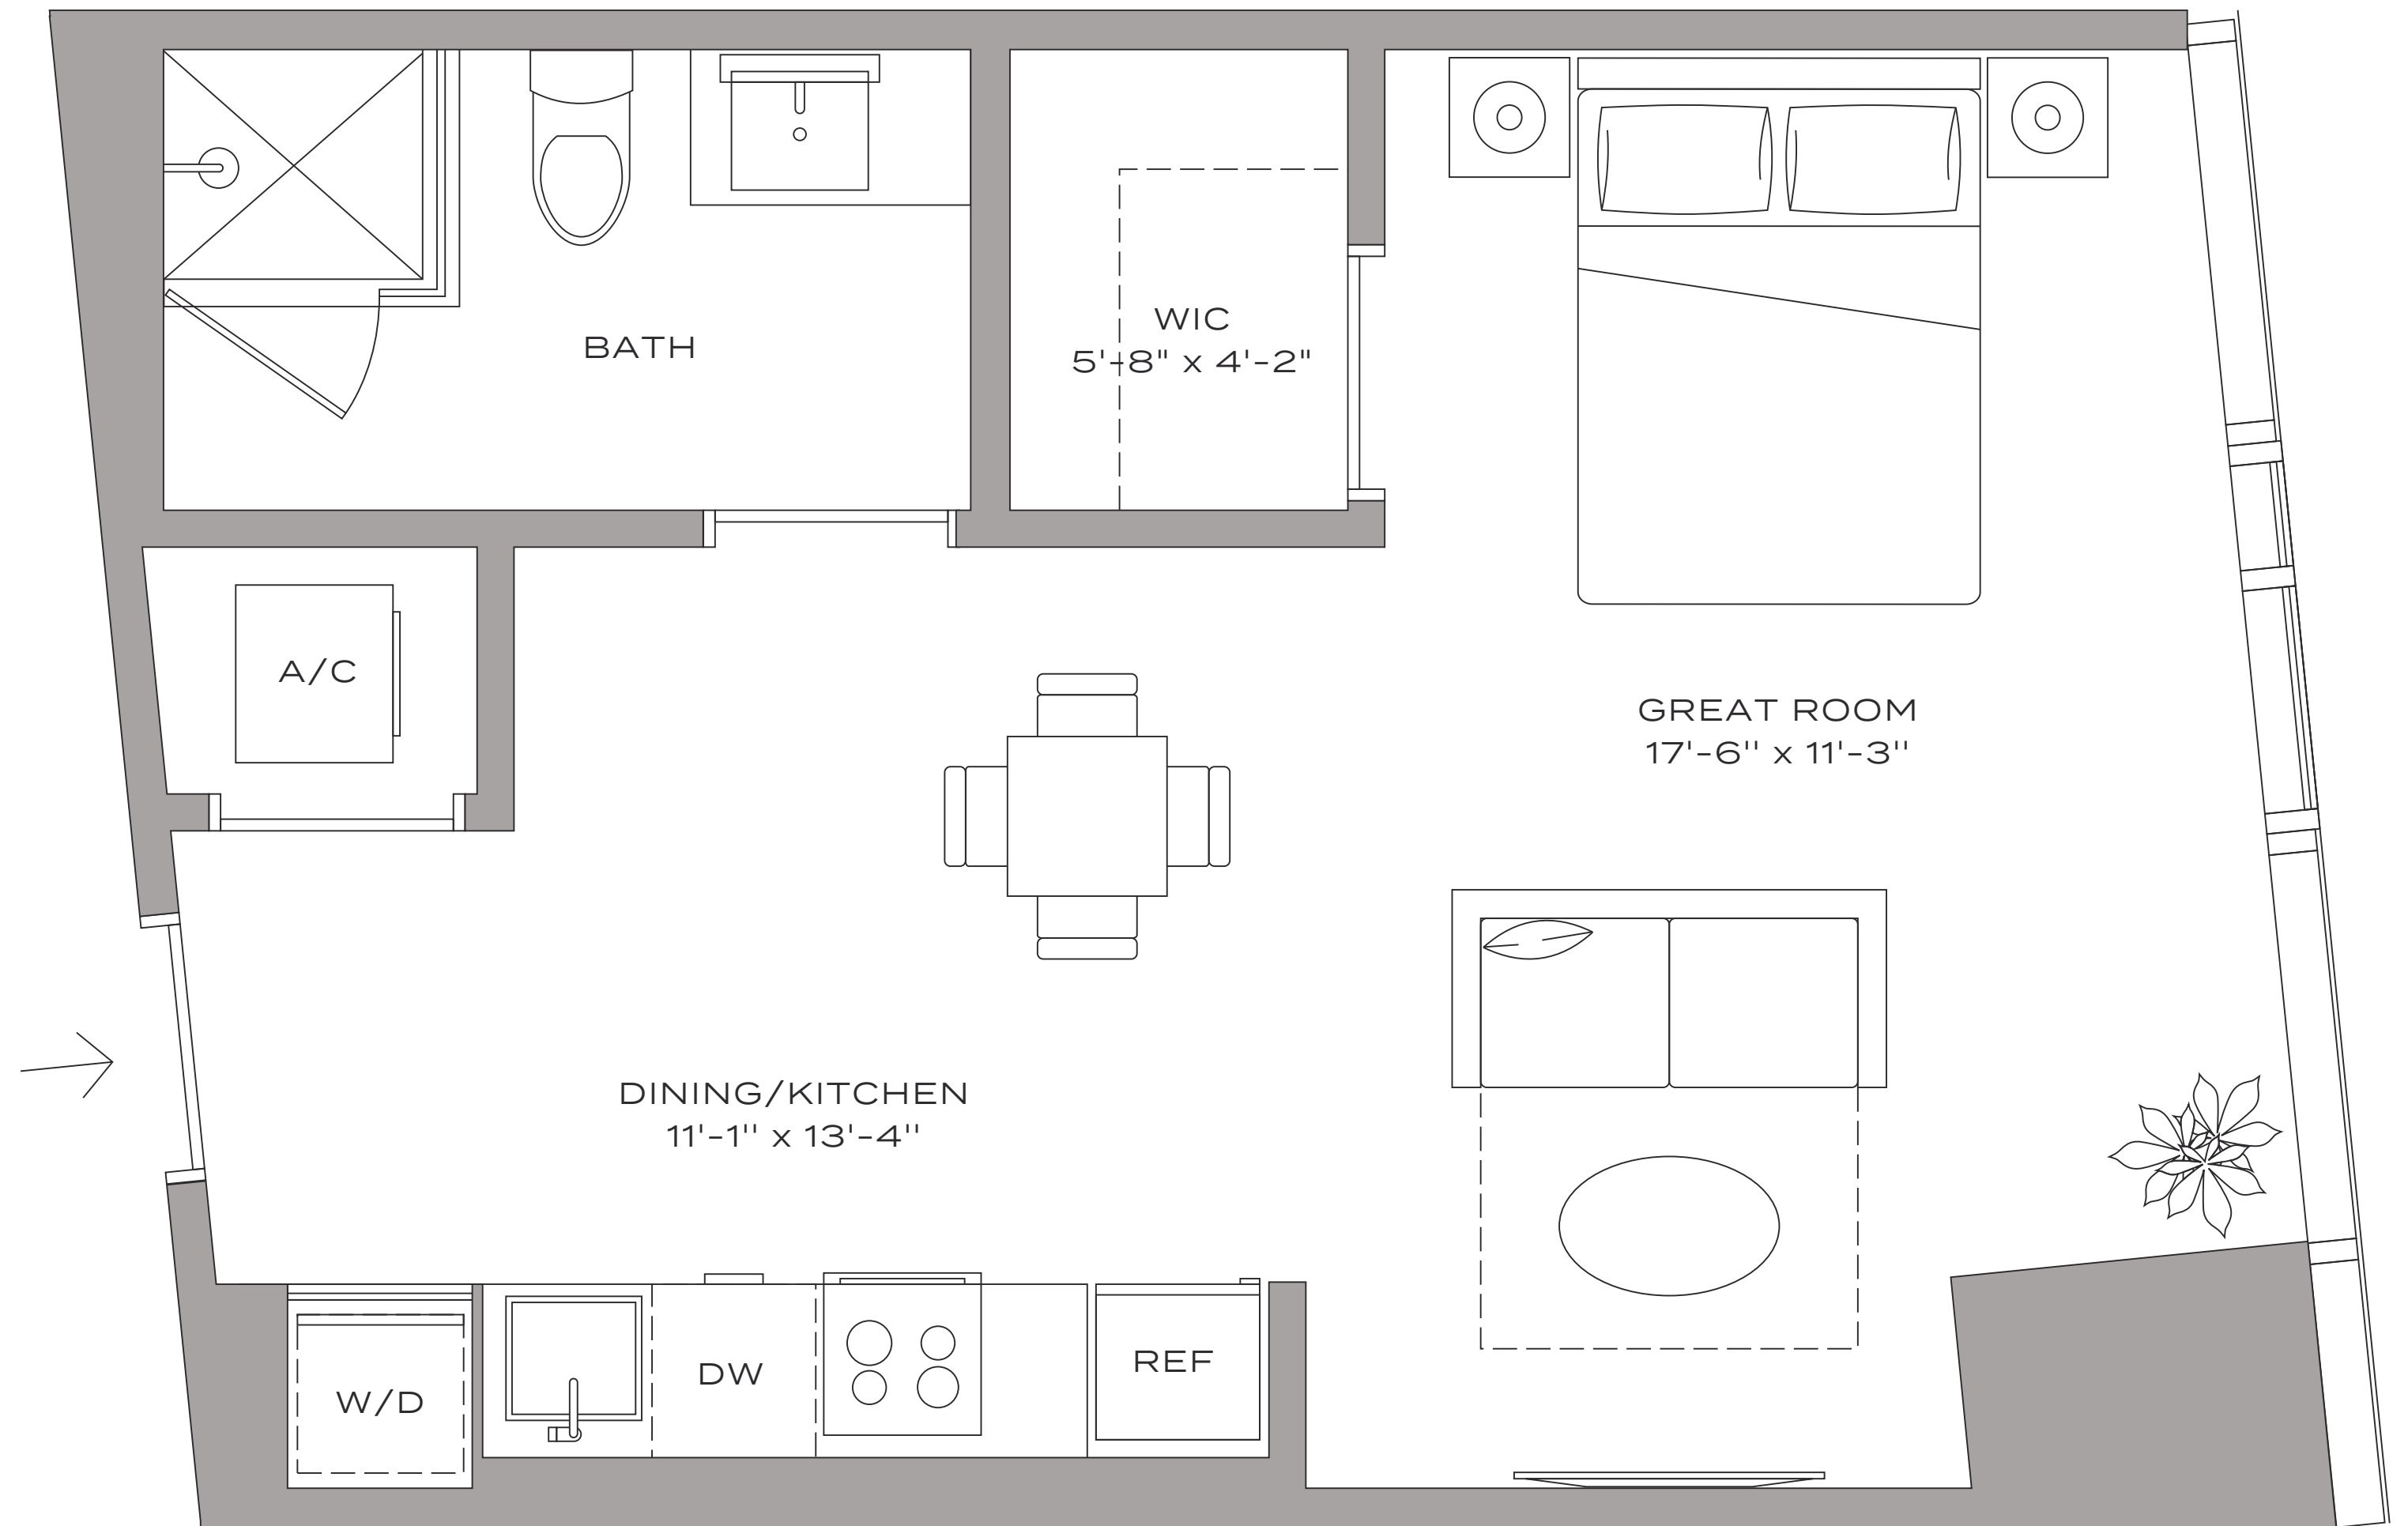 BATH
WIC
5'-8" x 4'-2"
A/C
GREAT ROOM
17'-6'' x 11'-3''
DINING/KITCHEN
11'-1'' x 13'-4''
W/D
DW
REF